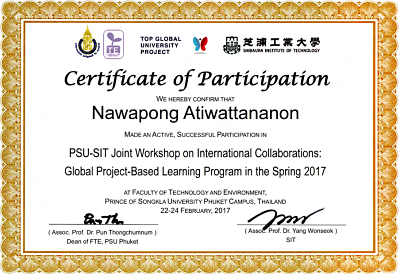 TE
TOP GLOBAL
UNIVERSITY
PROJECT
芝浦工業大學
SHIBAURA INSTITUTE OF TECHNOLOGY
Certificate of Participation
WE HEREBY CONFIRM THAT
Nawapong Atiwattananon
MADE AN ACTIVE, SUCCESSFUL PARTICIPATION IN
PSU-SIT Joint Workshop on International Collaborations:
Global Project-Based Learning Program in the Spring 2017
AT FACULTY OF TECHNOLOGY AND ENVIRONMENT,
PRINCE OF SONGKLA UNIVERSITY PHUKET CAMPUS, THAILAND
22-24 FEBRUARY, 2017
( Assoc. Prof. Dr. Pun Thongchumnum )
Dean of FTE, PSU Phuket
( Assoc. Prof. Dr. Yang Wonseok )
SIT